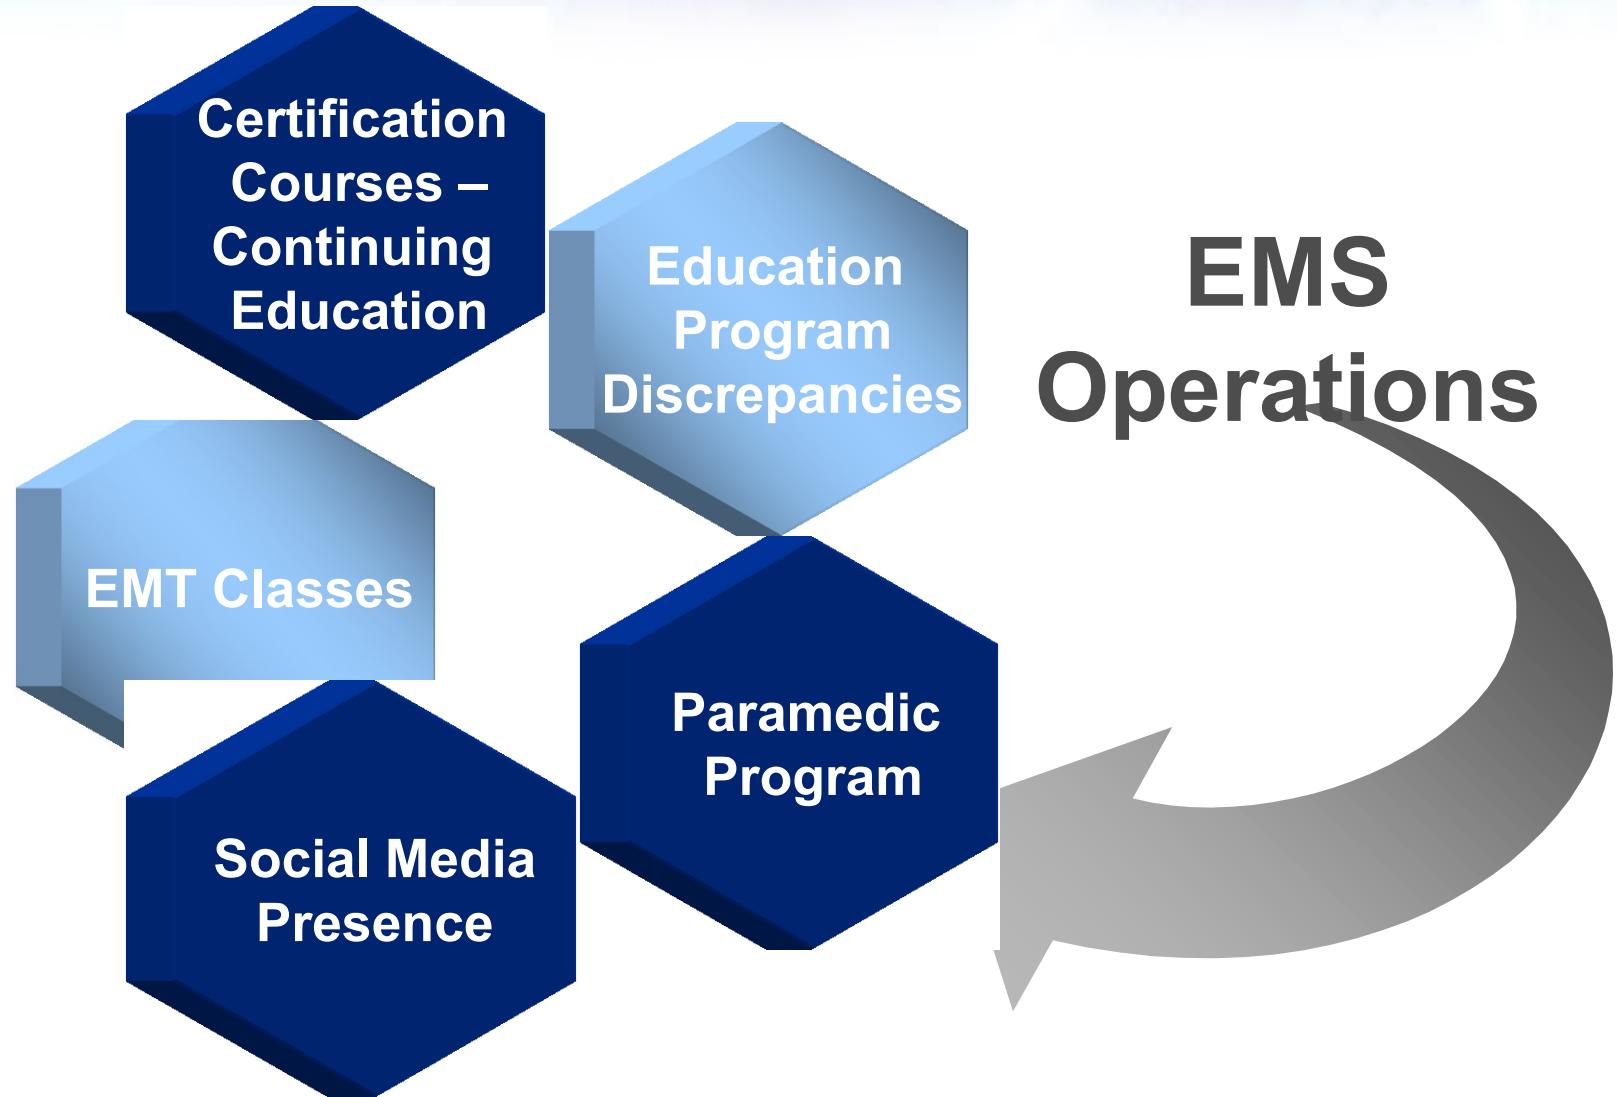 Certification
Courses –
Continuing
Education
Education
Program
Discrepancies
EMS
Operations
EMT Classes
Paramedic
Program
Social Media
Presence